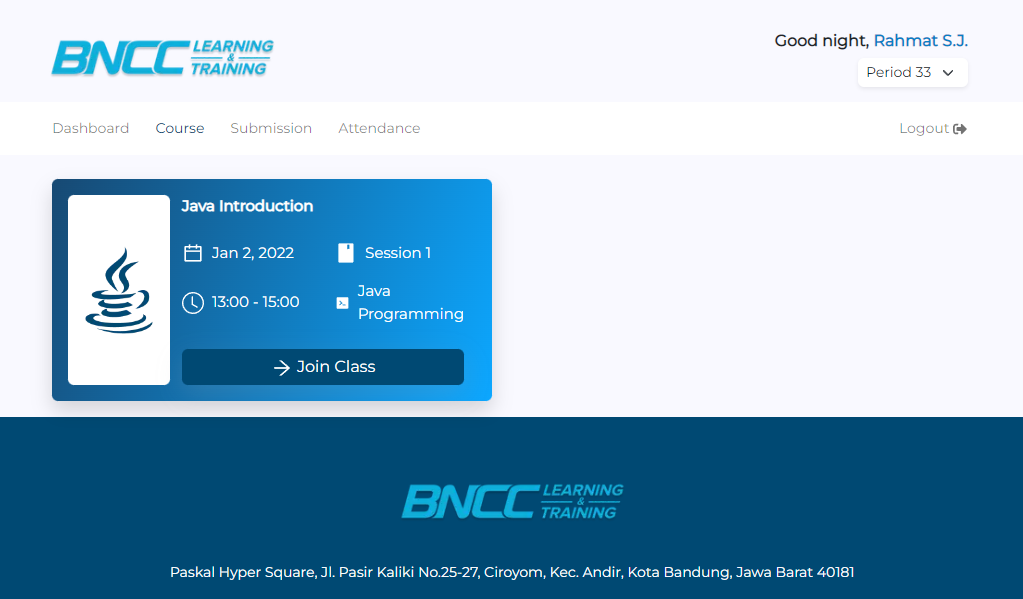 BNCC LEARNING & TRAINING
Good night, Rahmat S.J.
Period 33
Dashboard Course Submission Attendance Logout
Java Introduction
Jan 2, 2022 Session 1
13:00 - 15:00 Java Programming
Join Class
BNCC LEARNING & TRAINING
Paskal Hyper Square, Jl. Pasir Kaliki No.25-27, Ciroyom, Kec. Andir, Kota Bandung, Jawa Barat 40181